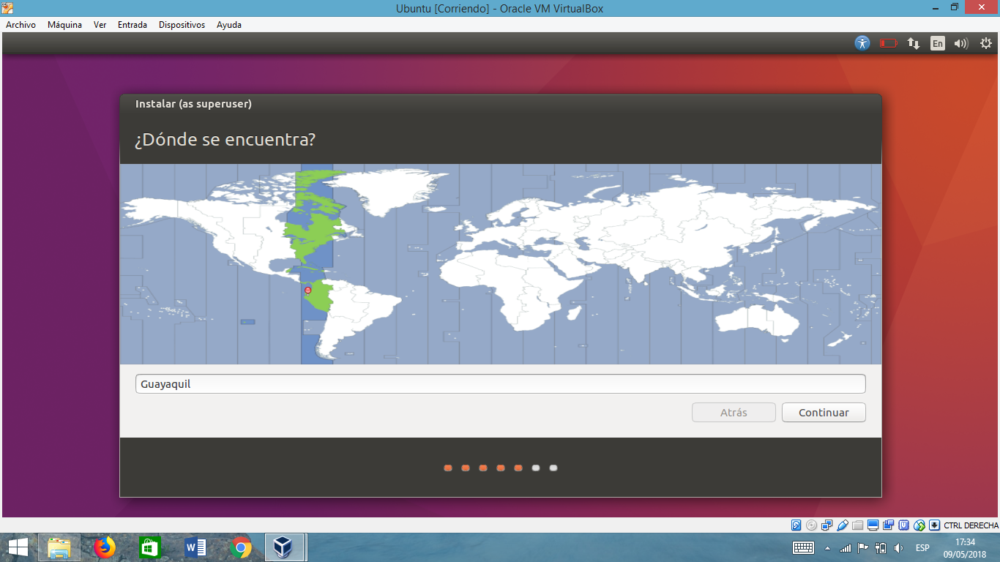 Ubuntu [Corriendo] - Oracle VM VirtualBox
Archivo Máquina Ver Entrada Dispositivos Ayuda
En
Instalar (as superuser)
¿Dónde se encuentra?
Guayaquil
Atrás Continuar
CTRL DERECHA
ESP
17:34
09/05/2018